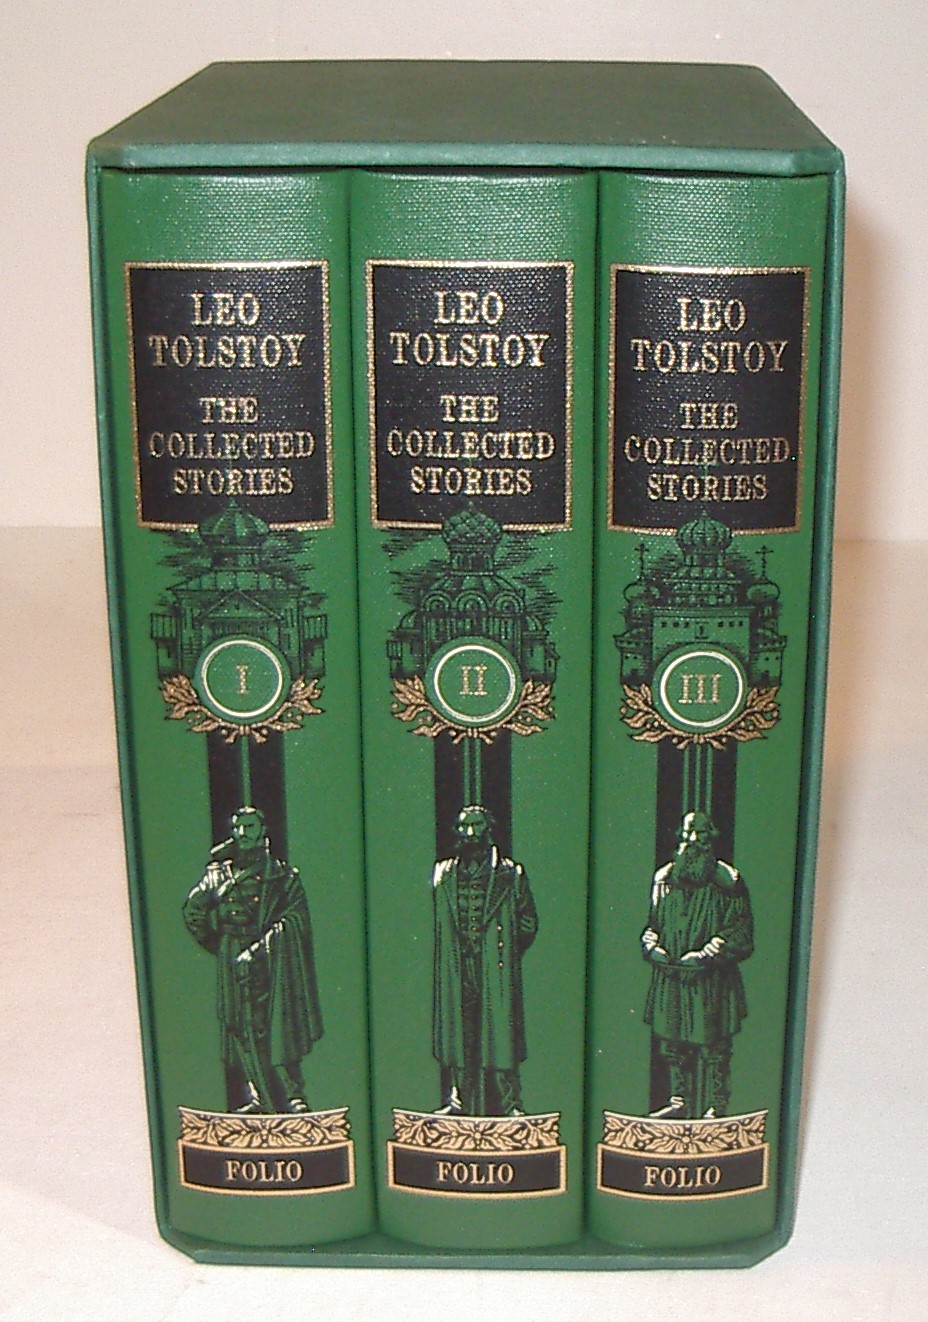 LEO
TOLSTOY
THE
COLLECTED
STORIES
I
FOLIO
LEO
TOLSTOY
THE
COLLECTED
STORIES
II
FOLIO
LEO
TOLSTOY
THE
COLLECTED
STORIES
III
FOLIO